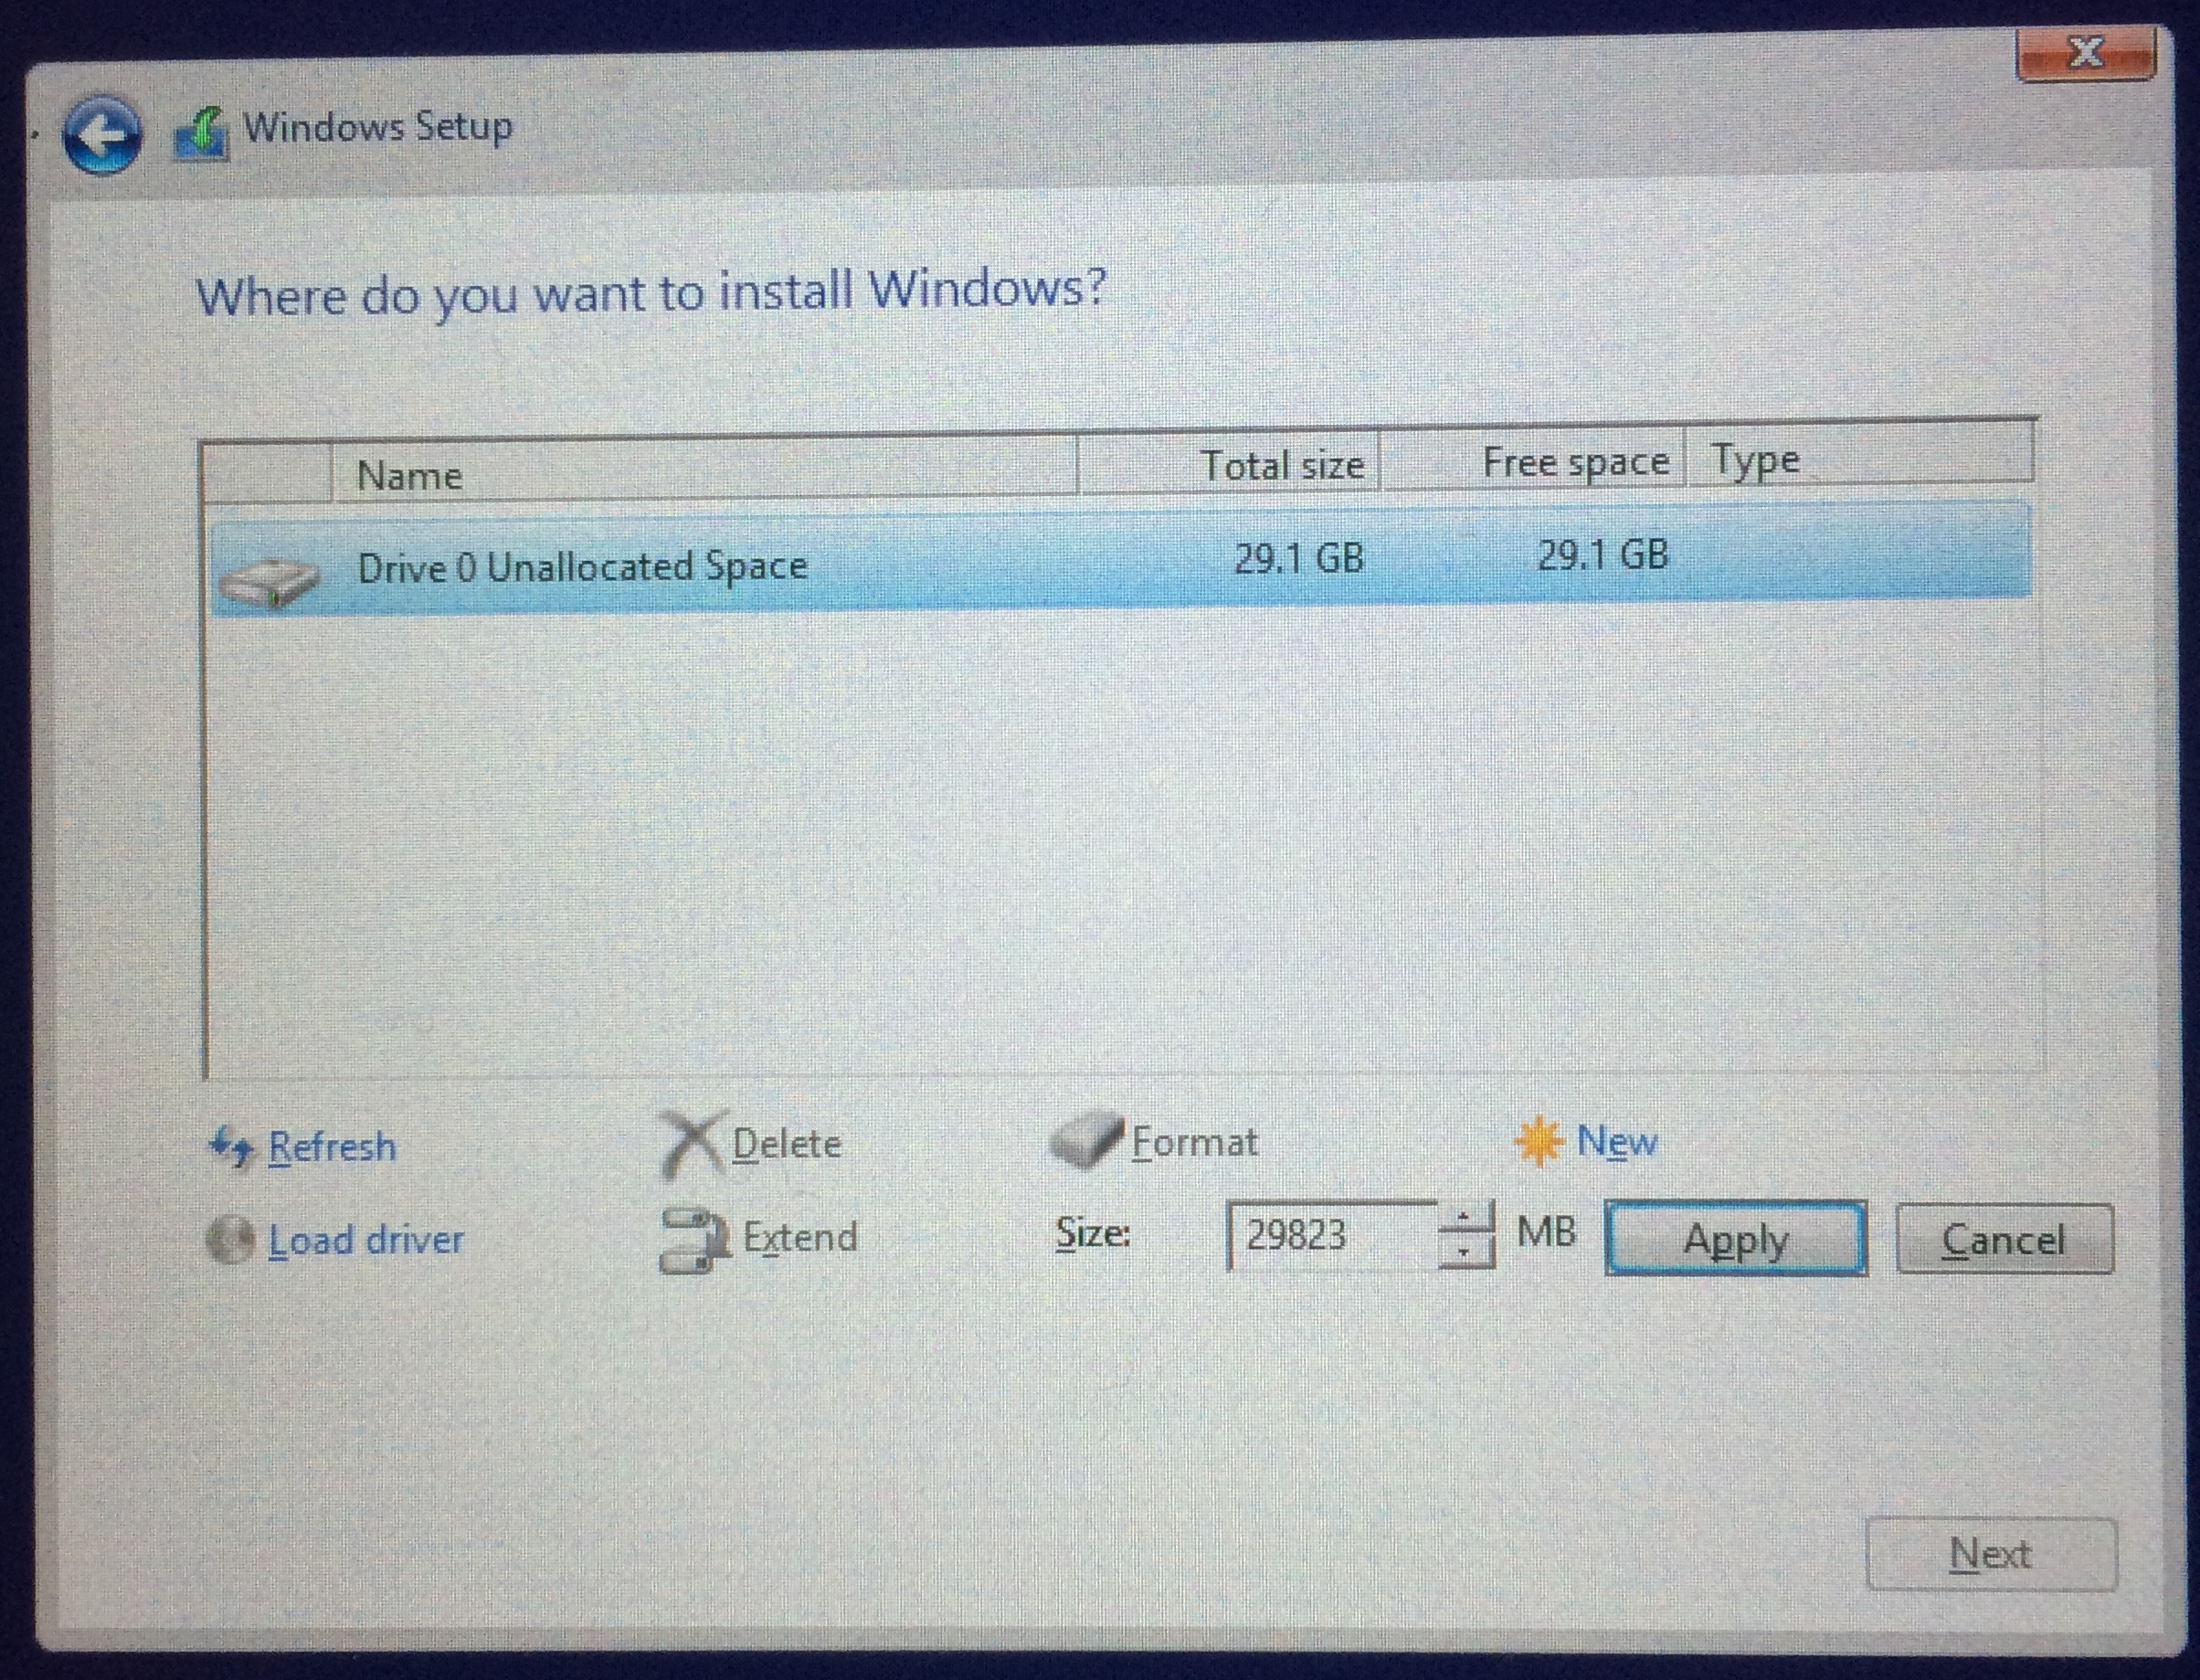 Windows Setup
Where do you want to install Windows?
Name Total size Free space Type
Drive 0 Unallocated Space 29.1 GB 29.1 GB
Refresh Delete Format New
Load driver Extend Size: 29823 MB Apply Cancel
Next